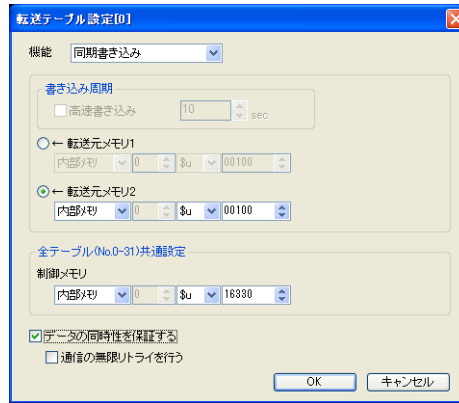 転送テーブル設定[0]
機能 同期書き込み
書き込み周期
高速書き込み 10 sec
← 転送元メモリ1
内部メモリ 0 $u 00100
← 転送元メモリ2
内部メモリ 0 $u 00100
全テーブル(No.0-31)共通設定
制御メモリ
内部メモリ 0 $u 16330
データの同時性を保証する
通信の無限リトライを行う
OK キャンセル